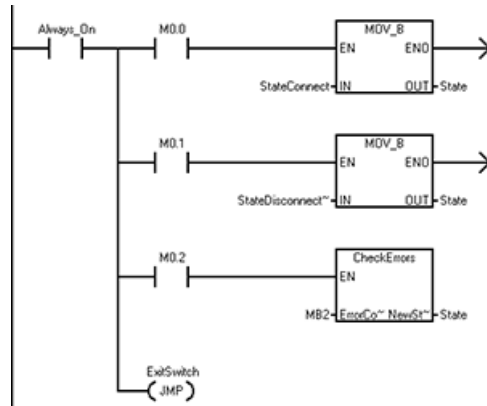 Always_On M0.0 MOV_B
EN ENO
StateConnect IN OUT State
M0.1 MOV_B
EN ENO
StateDisconnect~ IN OUT State
M0.2 CheckErrors
EN
MB2 ErrorCo~ NewSt~ State
ExitSwitch
JMP